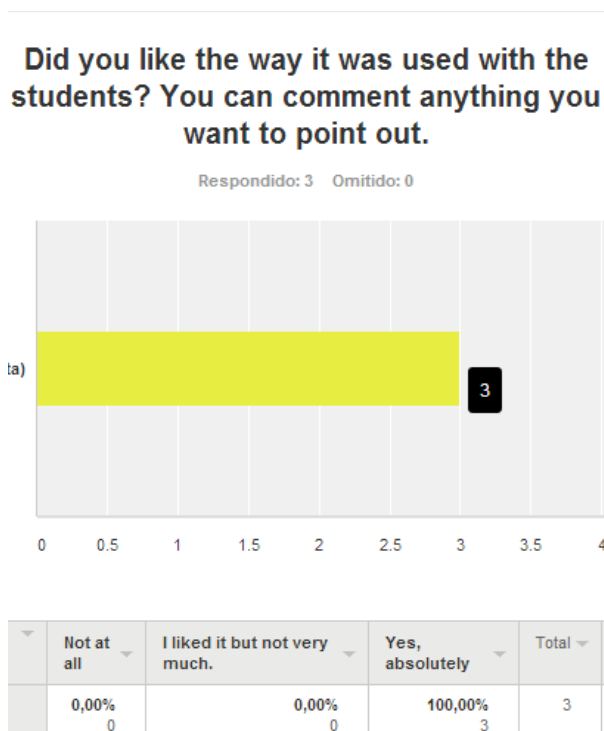 Did you like the way it was used with the
students? You can comment anything you
want to point out.
Respondido: 3 Omitido: 0
ta)
3
0 0.5 1 1.5 2 2.5 3 3.5 4
Not at all I liked it but not very much. Yes, absolutely Total
0,00% 0,00% 100,00% 3
0 0 3